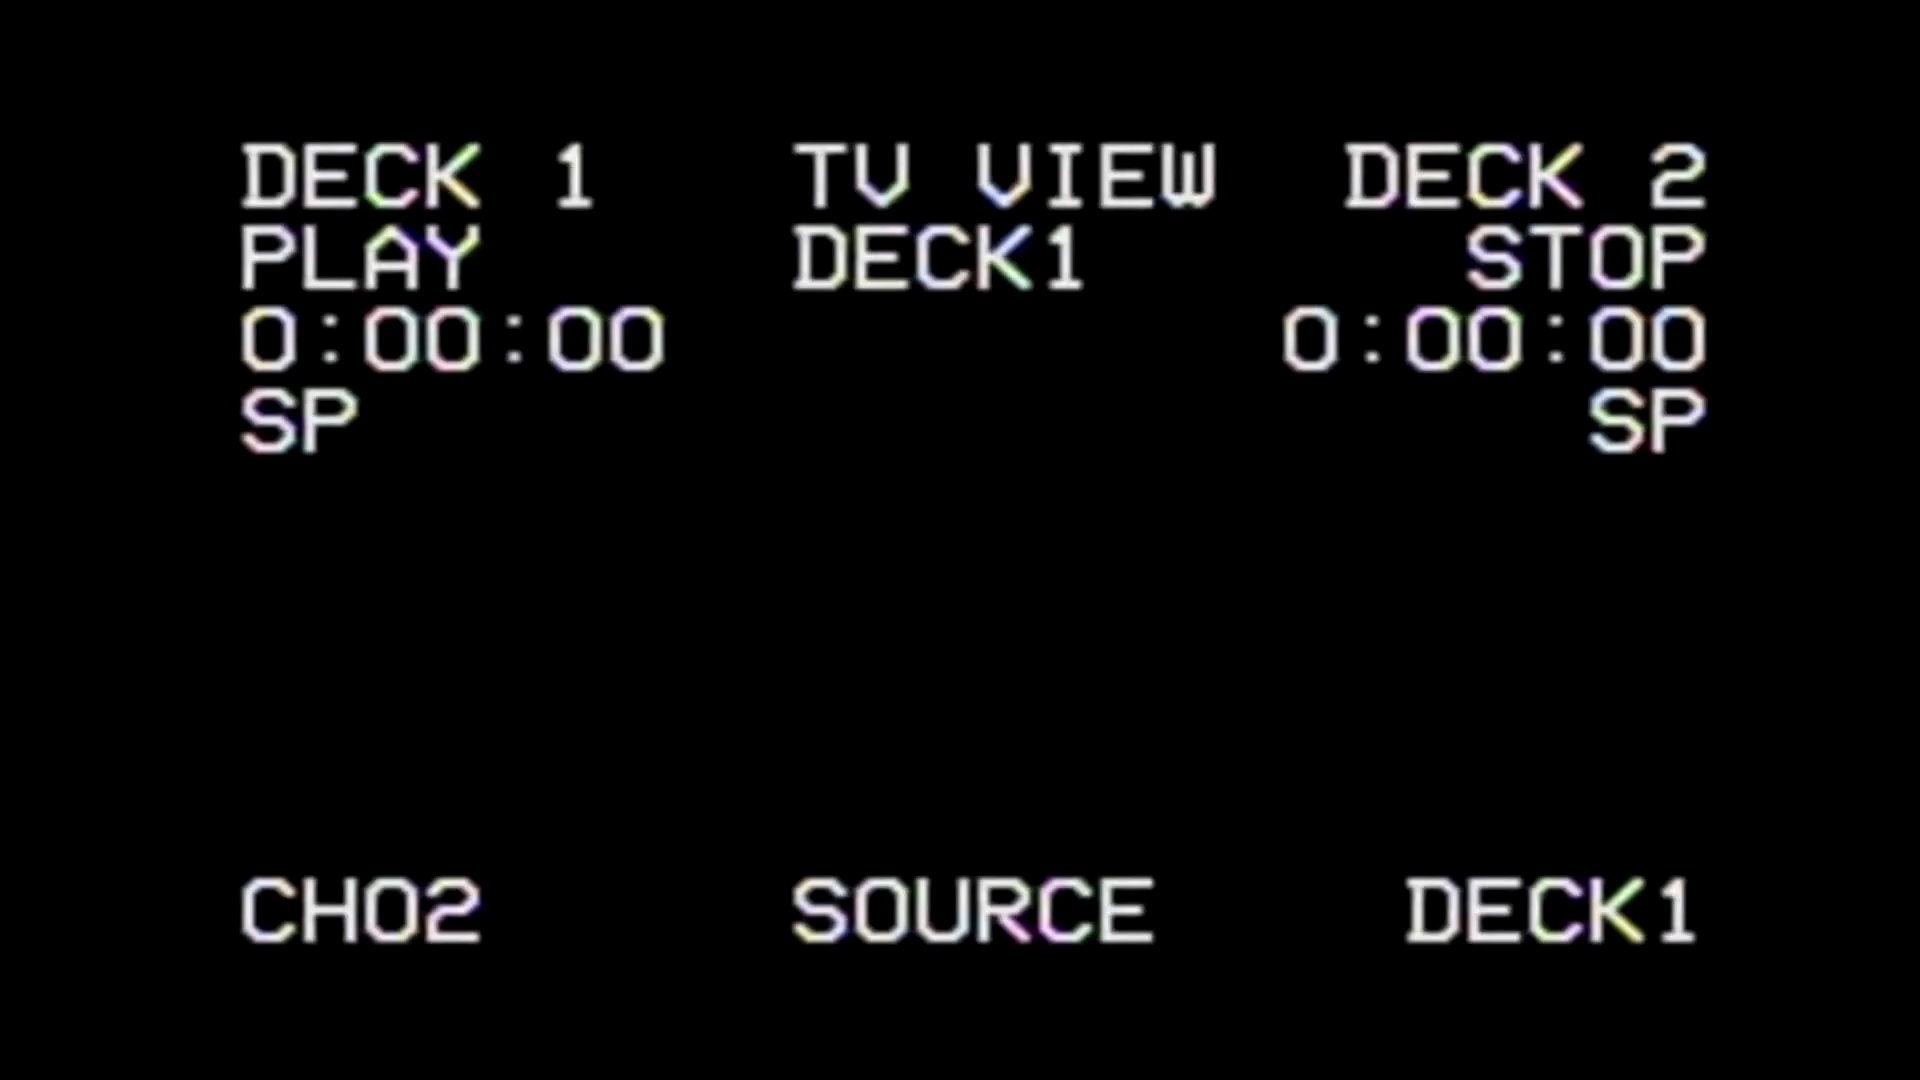 DECK 1 TV VIEW DECK 2
PLAY DECK1 STOP
0:00:00 0:00:00
SP SP
CH02 SOURCE DECK1